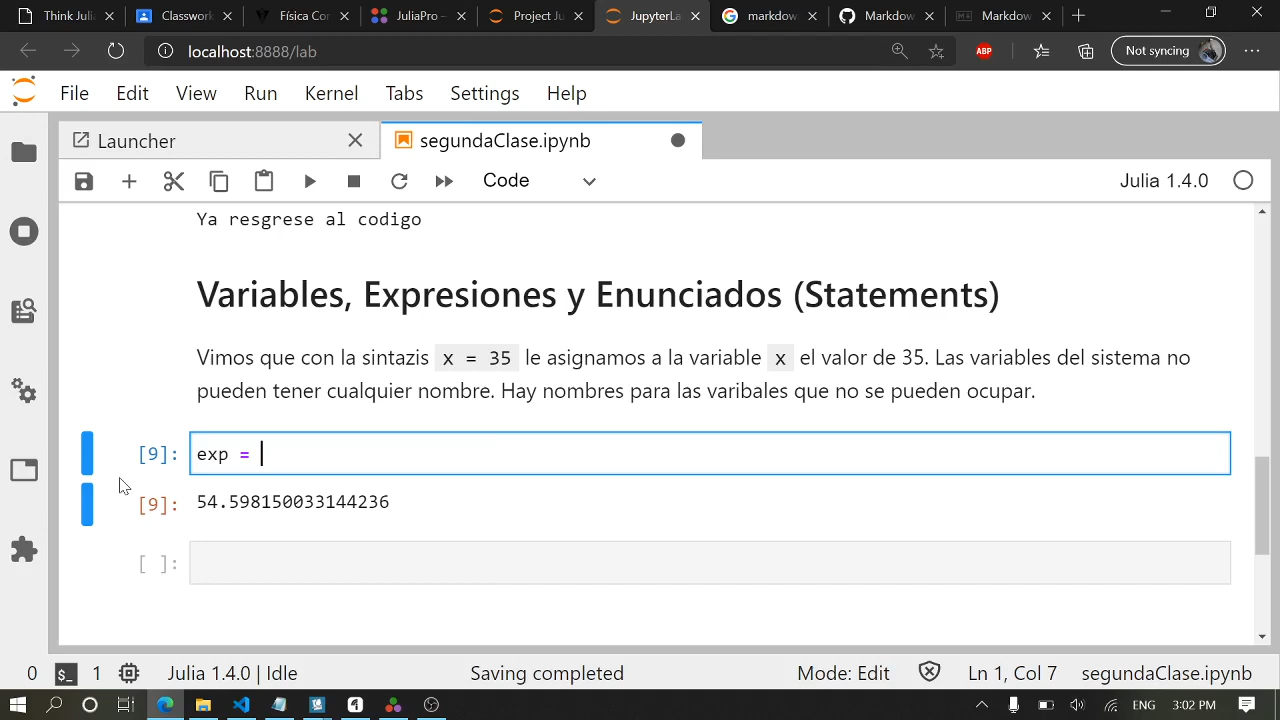 Think Juli
Classwork
Física Cor
JuliaPro -
Project Ju
JupyterLa
markdow
Markdow
Markdow
localhost:8888/lab
ABP
Not syncing
File Edit View Run Kernel Tabs Settings Help
Launcher
segundaClase.ipynb
Code
Julia 1.4.0
Ya resgrese al codigo
Variables, Expresiones y Enunciados (Statements)
Vimos que con la sintazis x = 35 le asignamos a la variable x el valor de 35. Las variables del sistema no
pueden tener cualquier nombre. Hay nombres para las varibales que no se pueden ocupar.
[9]: exp =
[9]: 54.598150033144236
[ ]:
0 $_ 1 Julia 1.4.0 | Idle Saving completed Mode: Edit Ln 1, Col 7 segundaClase.ipynb
ENG 3:02 PM